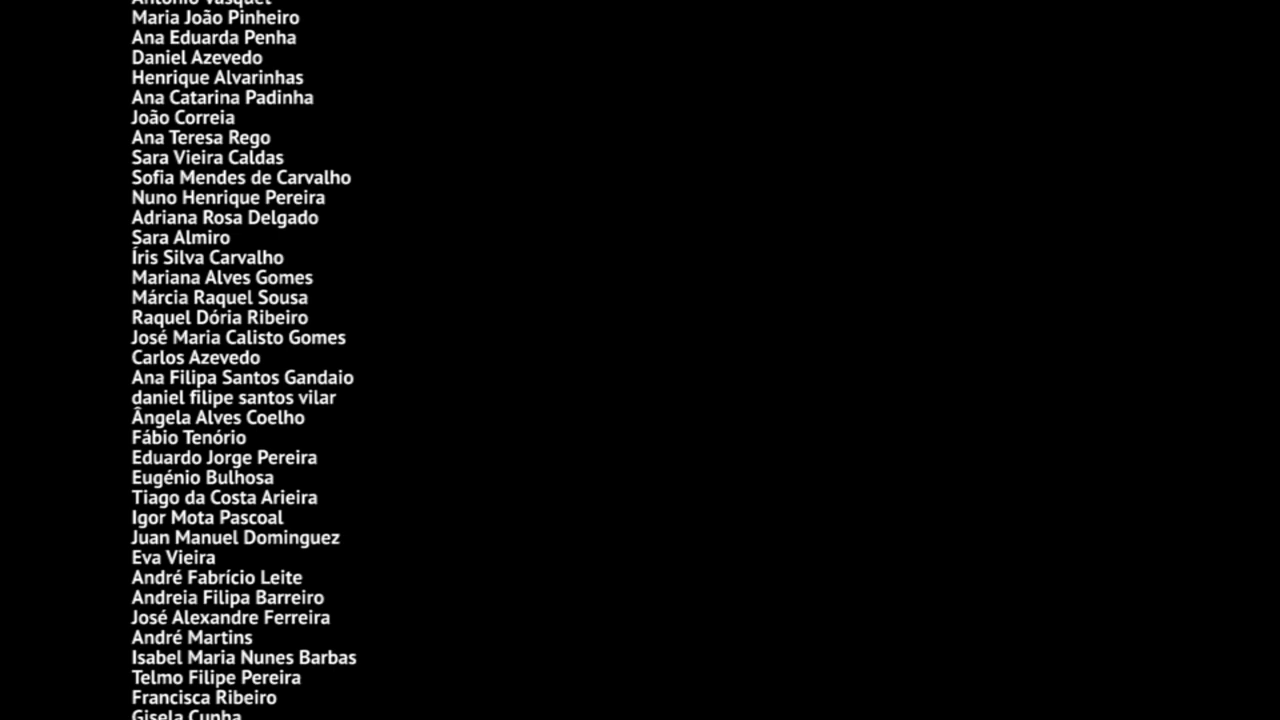 António Vasquet
Maria João Pinheiro
Ana Eduarda Penha
Daniel Azevedo
Henrique Alvarinhas
Ana Catarina Padinha
João Correia
Ana Teresa Rego
Sara Vieira Caldas
Sofia Mendes de Carvalho
Nuno Henrique Pereira
Adriana Rosa Delgado
Sara Almiro
Íris Silva Carvalho
Mariana Alves Gomes
Márcia Raquel Sousa
Raquel Dória Ribeiro
José Maria Calisto Gomes
Carlos Azevedo
Ana Filipa Santos Gandaio
daniel filipe santos vilar
Ângela Alves Coelho
Fábio Tenório
Eduardo Jorge Pereira
Eugénio Bulhosa
Tiago da Costa Arieira
Igor Mota Pascoal
Juan Manuel Dominguez
Eva Vieira
André Fabrício Leite
Andreia Filipa Barreiro
José Alexandre Ferreira
André Martins
Isabel Maria Nunes Barbas
Telmo Filipe Pereira
Francisca Ribeiro
Gisela Cunha